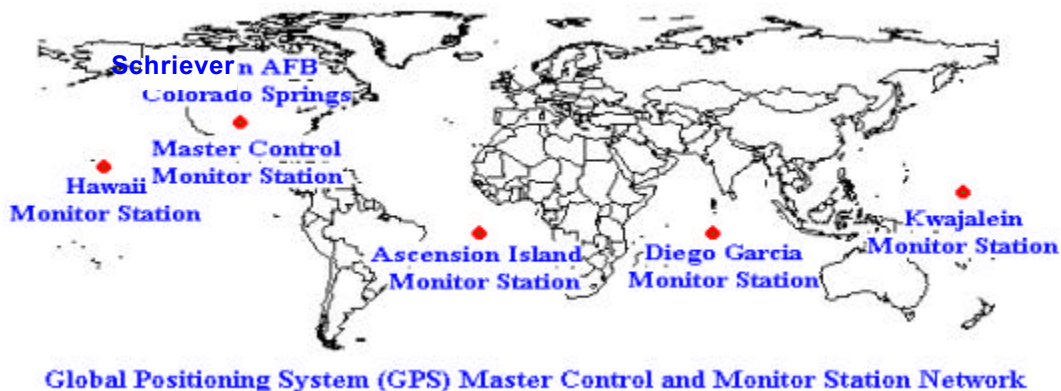 Schriever n AFB
Colorado Springs
Master Control
Monitor Station
Hawaii
Monitor Station
Ascension Island
Monitor Station
Diego Garcia
Monitor Station
Kwajalein
Monitor Station
Global Positioning System (GPS) Master Control and Monitor Station Network